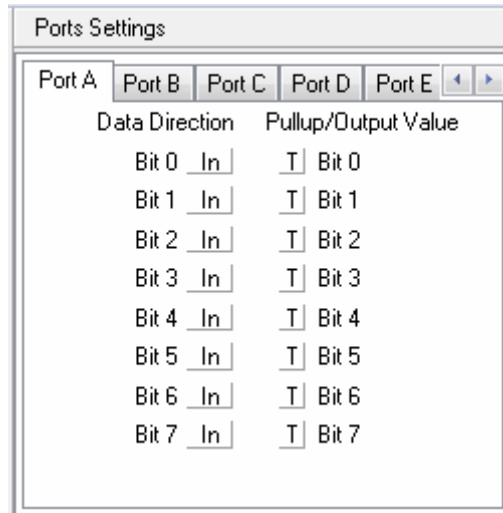 Ports Settings
Port A Port B Port C Port D Port E
Data Direction Pullup/Output Value
Bit 0 In T Bit 0
Bit 1 In T Bit 1
Bit 2 In T Bit 2
Bit 3 In T Bit 3
Bit 4 In T Bit 4
Bit 5 In T Bit 5
Bit 6 In T Bit 6
Bit 7 In T Bit 7